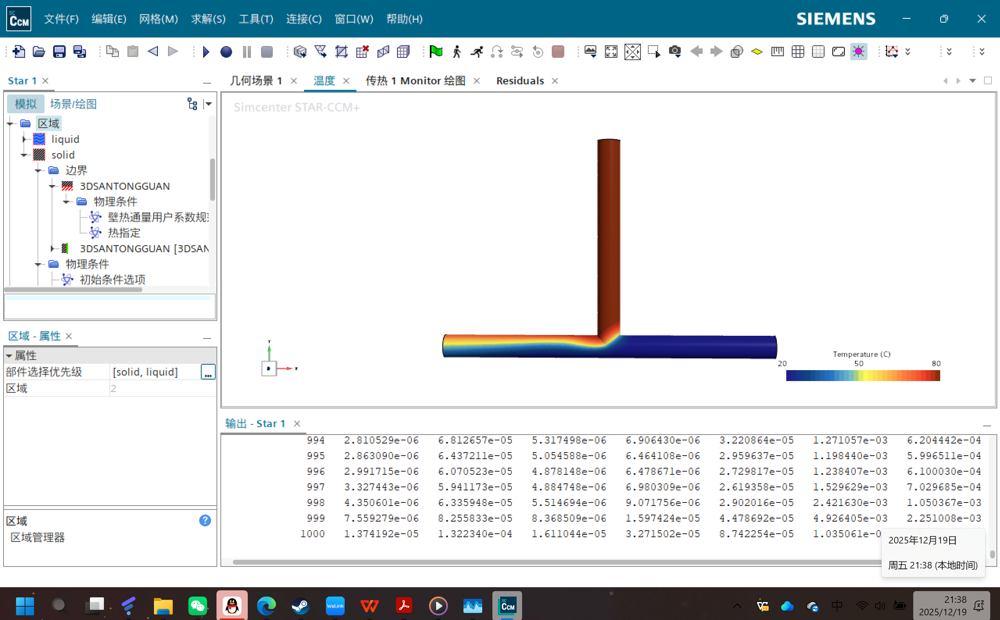 SC
CCM
文件(F) 编辑(E) 网格(M) 求解(S) 工具(T) 连接(C) 窗口(W) 帮助(H)
SIEMENS
Star 1
模拟 场景/绘图
区域
liquid
solid
边界
3DSANTONGGUAN
物理条件
壁热通量用户系数规
热指定
3DSANTONGGUAN [3DSAN
物理条件
初始条件选项
区域 - 属性
属性
部件选择优先级 [solid, liquid] ...
区域 2
区域 ?
区域管理器
几何场景 1 温度 传热 1 Monitor 绘图 Residuals
Simcenter STAR-CCM+
Y
X
Temperature (C)
20 50 80
输出 - Star 1
994 2.810529e-06 6.812657e-05 5.317498e-06 6.906430e-06 3.220864e-05 1.271057e-03 6.204442e-04
995 2.863090e-06 6.437211e-05 5.054588e-06 6.464108e-06 2.959637e-05 1.198440e-03 5.996511e-04
996 2.991715e-06 6.070523e-05 4.878148e-06 6.478671e-06 2.729817e-05 1.238407e-03 6.100030e-04
997 3.327443e-06 5.941173e-05 4.884748e-06 6.980309e-06 2.619358e-05 1.529629e-03 7.029685e-04
998 4.350601e-06 6.335948e-05 5.514694e-06 9.071756e-06 2.902016e-05 2.421630e-03 1.050367e-03
999 7.559279e-06 8.255833e-05 8.368509e-06 1.597424e-05 4.478692e-05 4.926405e-03 2.251008e-03
1000 1.374192e-05 1.322340e-04 1.611044e-05 3.271502e-05 8.742254e-05 1.035061e-0
2025年12月19日
周五 21:38 (本地时间)
WeLink
SC
CCM
中
21:38
2025/12/19